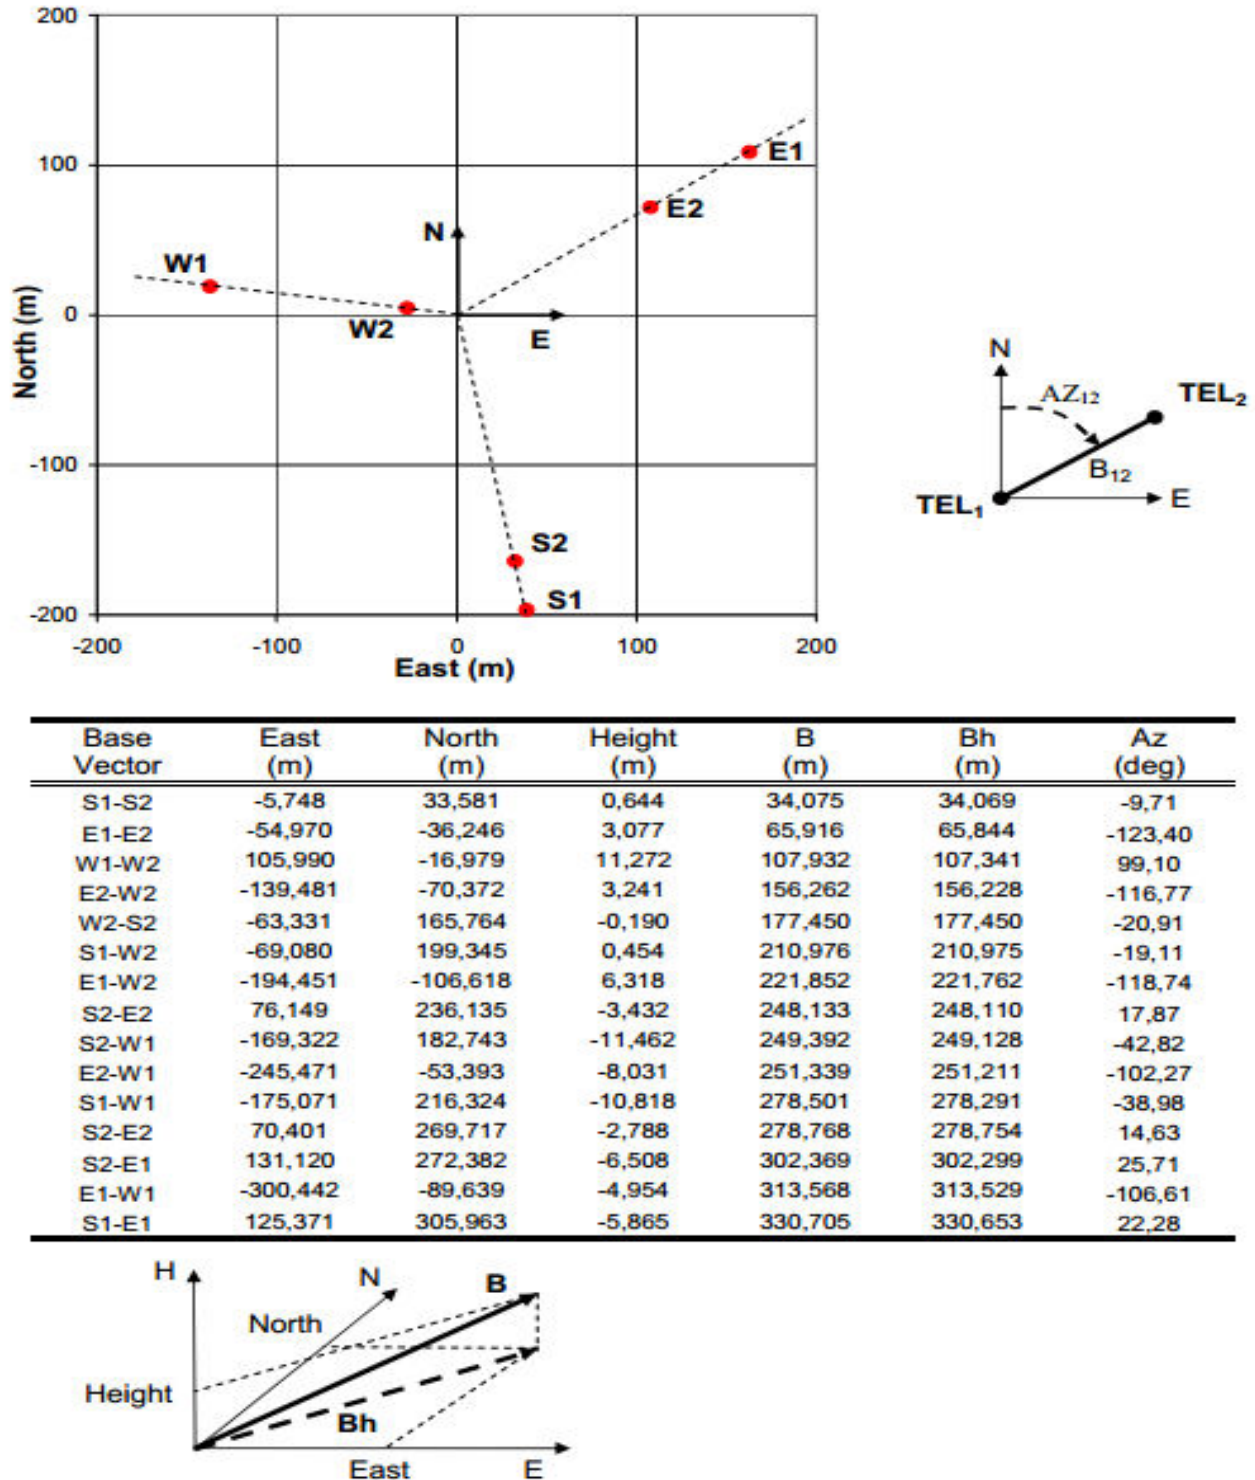 200
100
0
-100
-200
-200
-100
0
100
200
North (m)
East (m)
N
E
W1
W2
E1
E2
S2
S1
N
AZ12
TEL2
B12
TEL1
E
Base Vector East (m) North (m) Height (m) B (m) Bh (m) Az (deg)
S1-S2 -5,748 33,581 0,644 34,075 34,069 -9,71
E1-E2 -54,970 -36,246 3,077 65,916 65,844 -123,40
W1-W2 105,990 -16,979 11,272 107,932 107,341 99,10
E2-W2 -139,481 -70,372 3,241 156,262 156,228 -116,77
W2-S2 -63,331 165,764 -0,190 177,450 177,450 -20,91
S1-W2 -69,080 199,345 0,454 210,976 210,975 -19,11
E1-W2 -194,451 -106,618 6,318 221,852 221,762 -118,74
S2-E2 76,149 236,135 -3,432 248,133 248,110 17,87
S2-W1 -169,322 182,743 -11,462 249,392 249,128 -42,82
E2-W1 -245,471 -53,393 -8,031 251,339 251,211 -102,27
S1-W1 -175,071 216,324 -10,818 278,501 278,291 -38,98
S2-E2 70,401 269,717 -2,788 278,768 278,754 14,63
S2-E1 131,120 272,382 -6,508 302,369 302,299 25,71
E1-W1 -300,442 -89,639 -4,954 313,568 313,529 -106,61
S1-E1 125,371 305,963 -5,865 330,705 330,653 22,28
H
N
B
North
Height
Bh
East
E